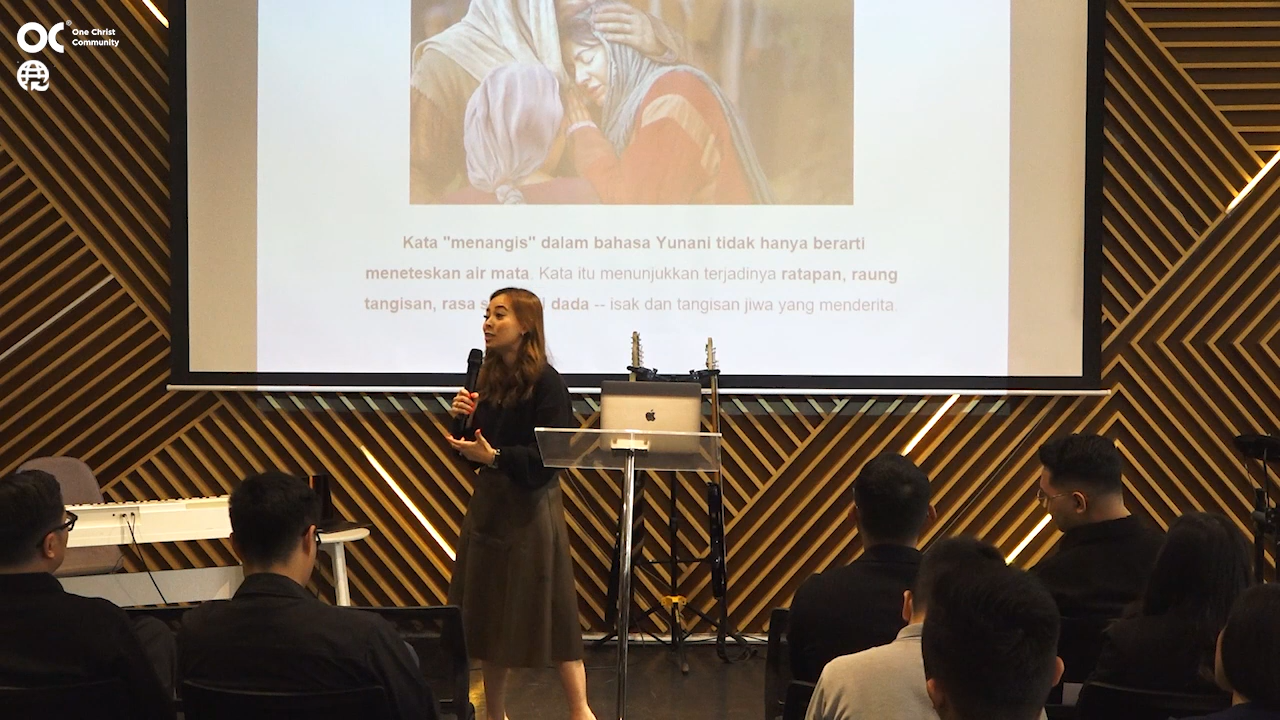 OC® One Christ
Community
Kata "menangis" dalam bahasa Yunani tidak hanya berarti
meneteskan air mata. Kata itu menunjukkan terjadinya ratapan, raung
tangisan, rasa dada -- isak dan tangisan jiwa yang menderita.